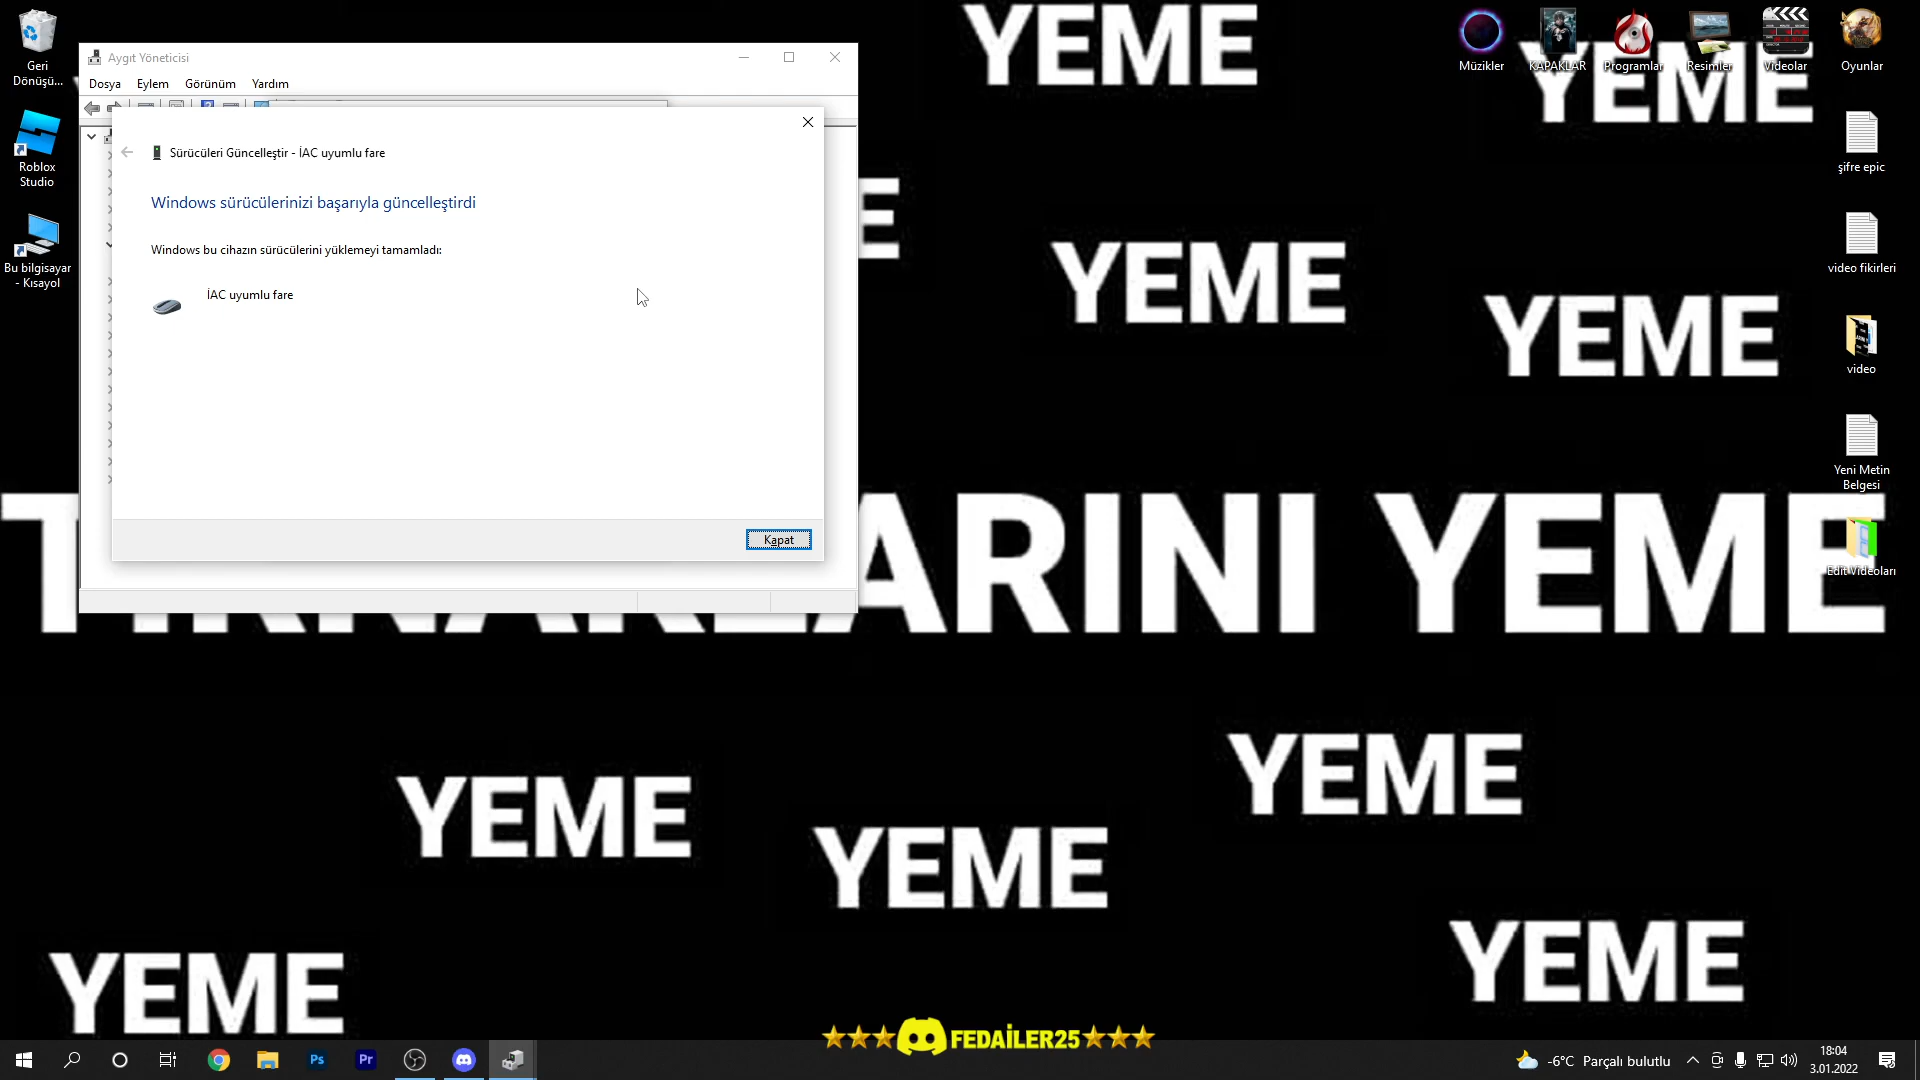 Geri
Dönüşü...
Roblox
Studio
Bu bilgisayar
- Kısayol
Aygıt Yöneticisi
Dosya Eylem Görünüm Yardım
Sürücüleri Güncelleştir - İAC uyumlu fare
Windows sürücülerinizi başarıyla güncelleştirdi
Windows bu cihazın sürücülerini yüklemeyi tamamladı:
İAC uyumlu fare
Kapat
YEME
Müzikler
KAPAKLAR
Programlar
Resimler
Videolar
Oyunlar
YEME
şifre epic
YEME
video fikirleri
YEME
video
Yeni Metin
Belgesi
TIRNAKLARINI YEME
Edit Videoları
YEME
YEME
YEME
YEME
YEME
★★★FEDAİLER25★★★
Ps
Pr
-6°C Parçalı bulutlu
18:04
3.01.2022